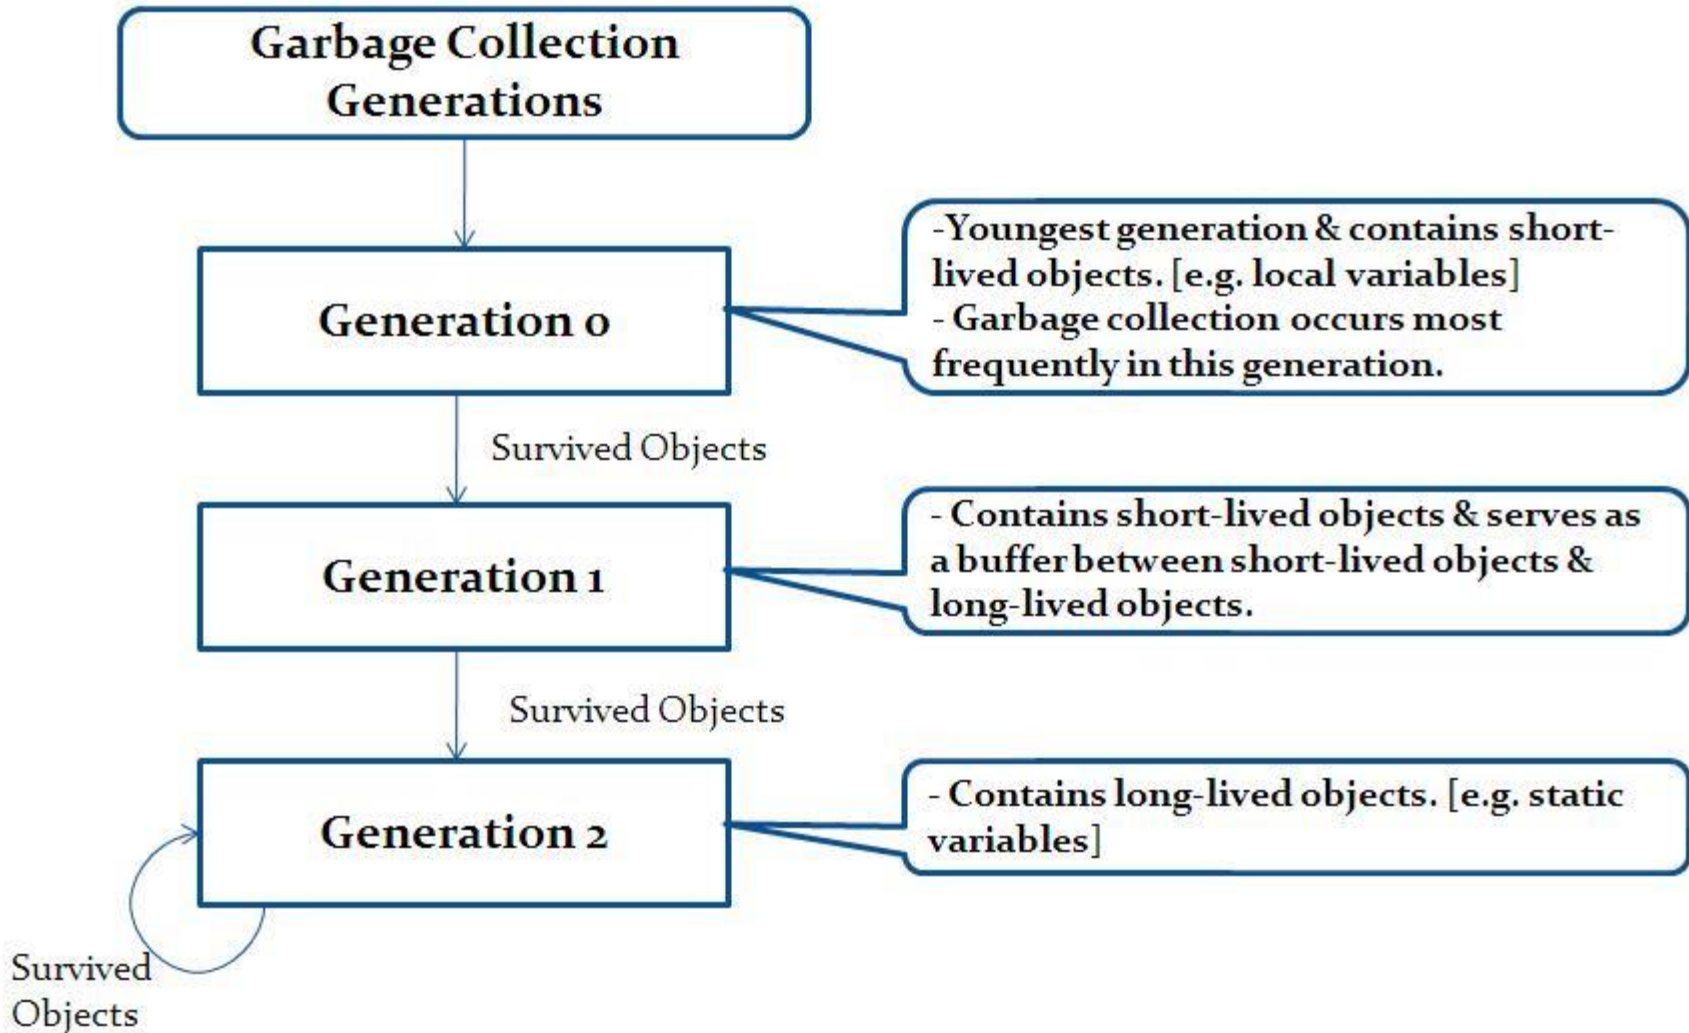 Garbage Collection
Generations
Generation 0
-Youngest generation & contains short-
lived objects. [e.g. local variables]
- Garbage collection occurs most
frequently in this generation.
Survived Objects
Generation 1
- Contains short-lived objects & serves as
a buffer between short-lived objects &
long-lived objects.
Survived Objects
Generation 2
- Contains long-lived objects. [e.g. static
variables]
Survived
Objects